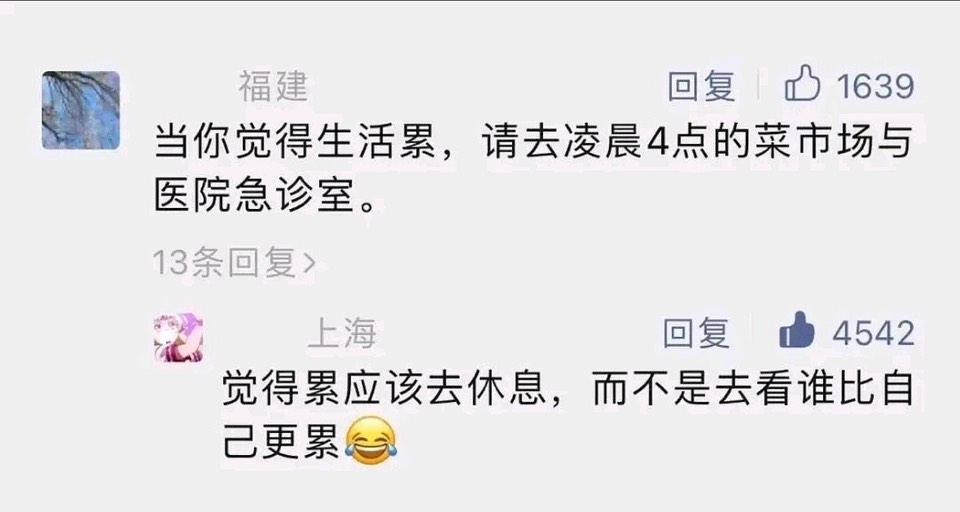 福建 回复 1639
当你觉得生活累，请去凌晨4点的菜市场与
医院急诊室。
13条回复>
上海 回复 4542
觉得累应该去休息，而不是去看谁比自
己更累😂